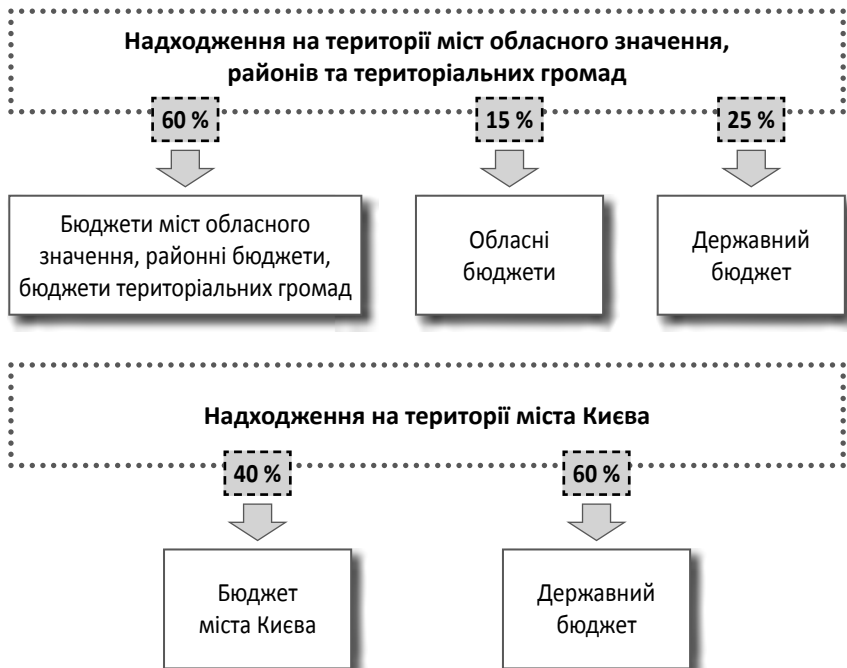 Надходження на території міст обласного значення,
районів та територіальних громад
60 %
15 %
25 %
Бюджети міст обласного
значення, районні бюджети,
бюджети територіальних громад
Обласні
бюджети
Державний
бюджет
Надходження на території міста Києва
40 %
60 %
Бюджет
міста Києва
Державний
бюджет